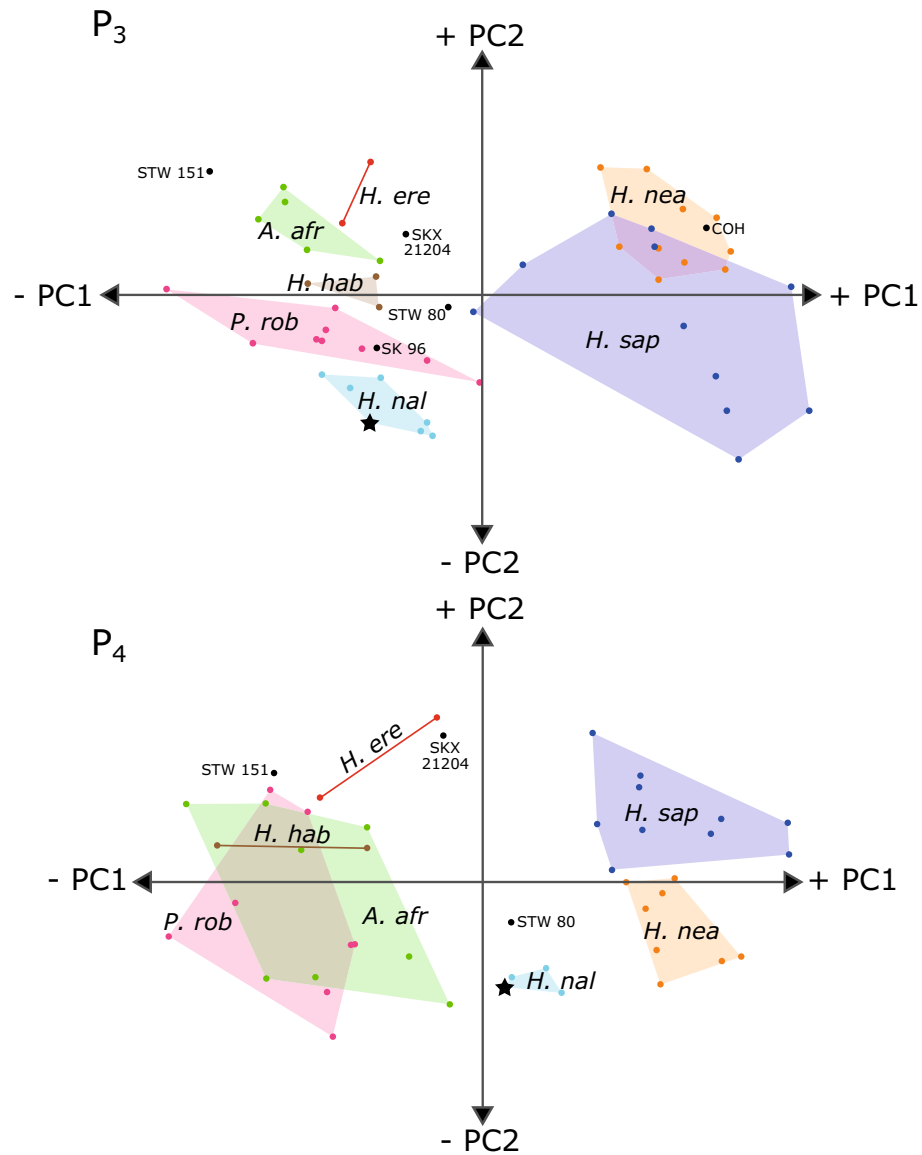 P₃
+ PC2
STW 151
H. ere
H. nea
A. afr
SKX
21204
COH
H. hab
- PC1
+ PC1
STW 80
P. rob
H. sap
SK 96
H. nal
- PC2
+ PC2
P₄
H. ere
SKX
21204
STW 151
H. sap
H. hab
- PC1
+ PC1
P. rob
A. afr
STW 80
H. nea
H. nal
- PC2